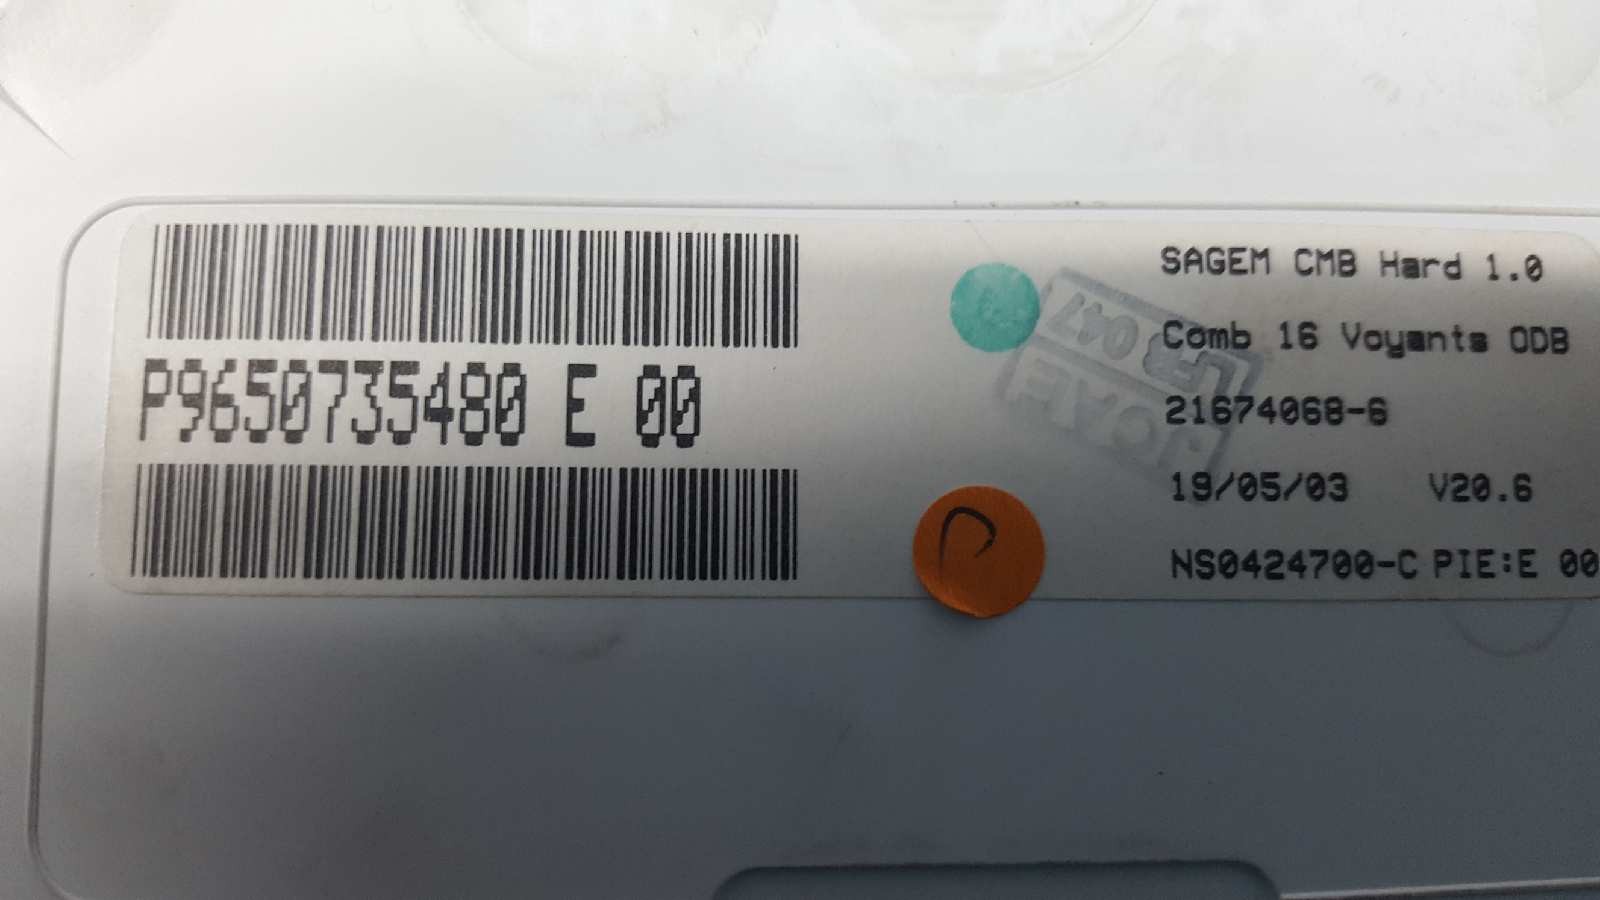 P9650735480 E 00
SAGEM CMB Hard 1.0
Comb 16 Voyants ODB
21674068-6
19/05/03 V20.6
NS0424700-C PIE:E 00
047
P